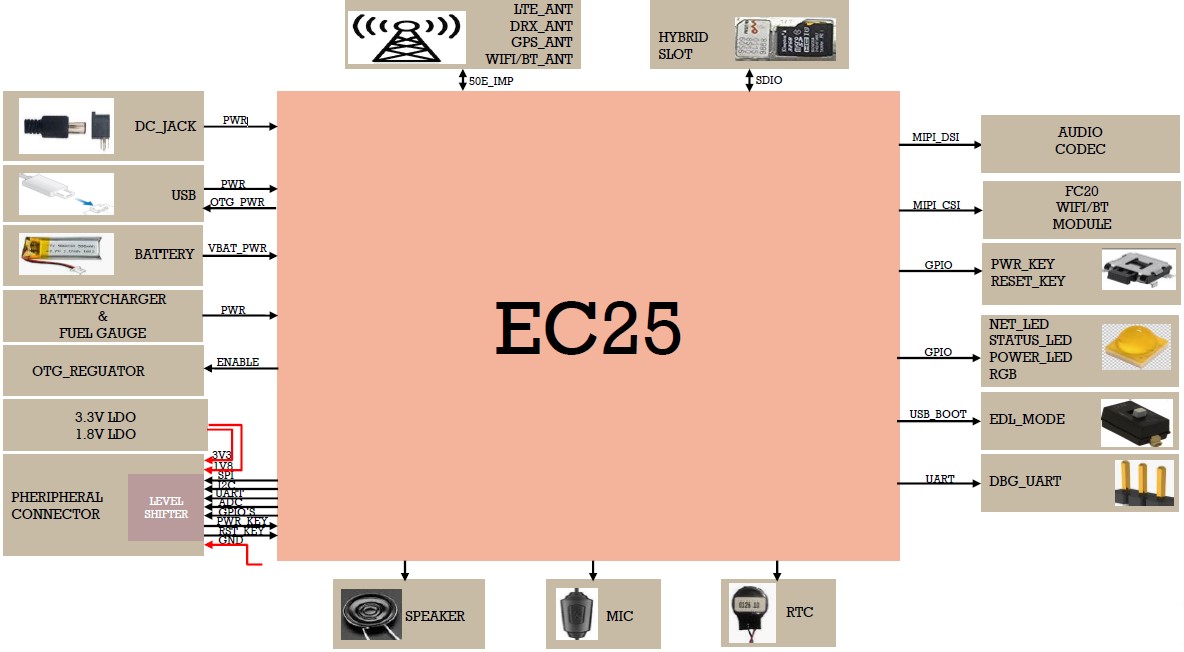 LTE_ANT
DRX_ANT
GPS_ANT
WIFI/BT_ANT
HYBRID
SLOT
50E_IMP
SDIO
DC_JACK
PWR
USB
PWR
OTG_PWR
BATTERY
VBAT_PWR
BATTERYCHARGER
&
FUEL GAUGE
PWR
OTG_REGUATOR
ENABLE
3.3V LDO
1.8V LDO
PHERIPHERAL
CONNECTOR
LEVEL
SHIFTER
3V3
1V8
SPI
I2C
UART
ADC
GPIO'S
PWR_KEY
RST_KEY
GND
EC25
MIPI_DSI
AUDIO
CODEC
MIPI_CSI
FC20
WIFI/BT
MODULE
GPIO
PWR_KEY
RESET_KEY
GPIO
NET_LED
STATUS_LED
POWER_LED
RGB
USB_BOOT
EDL_MODE
UART
DBG_UART
SPEAKER
MIC
RTC